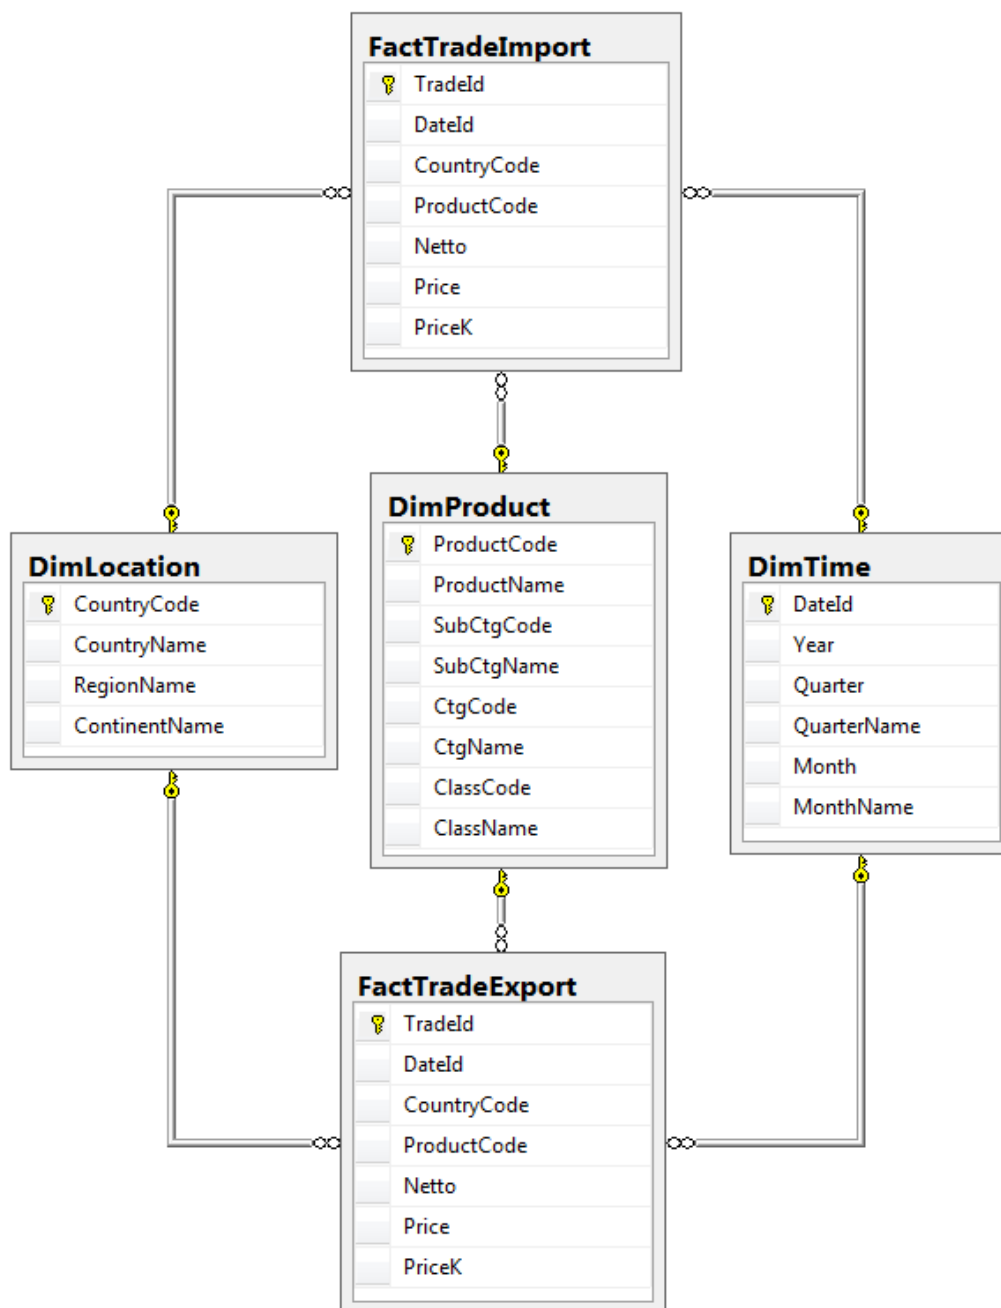 FactTradeImport
TradeId
DateId
CountryCode
ProductCode
Netto
Price
PriceK
DimLocation
CountryCode
CountryName
RegionName
ContinentName
DimProduct
ProductCode
ProductName
SubCtgCode
SubCtgName
CtgCode
CtgName
ClassCode
ClassName
DimTime
DateId
Year
Quarter
QuarterName
Month
MonthName
FactTradeExport
TradeId
DateId
CountryCode
ProductCode
Netto
Price
PriceK